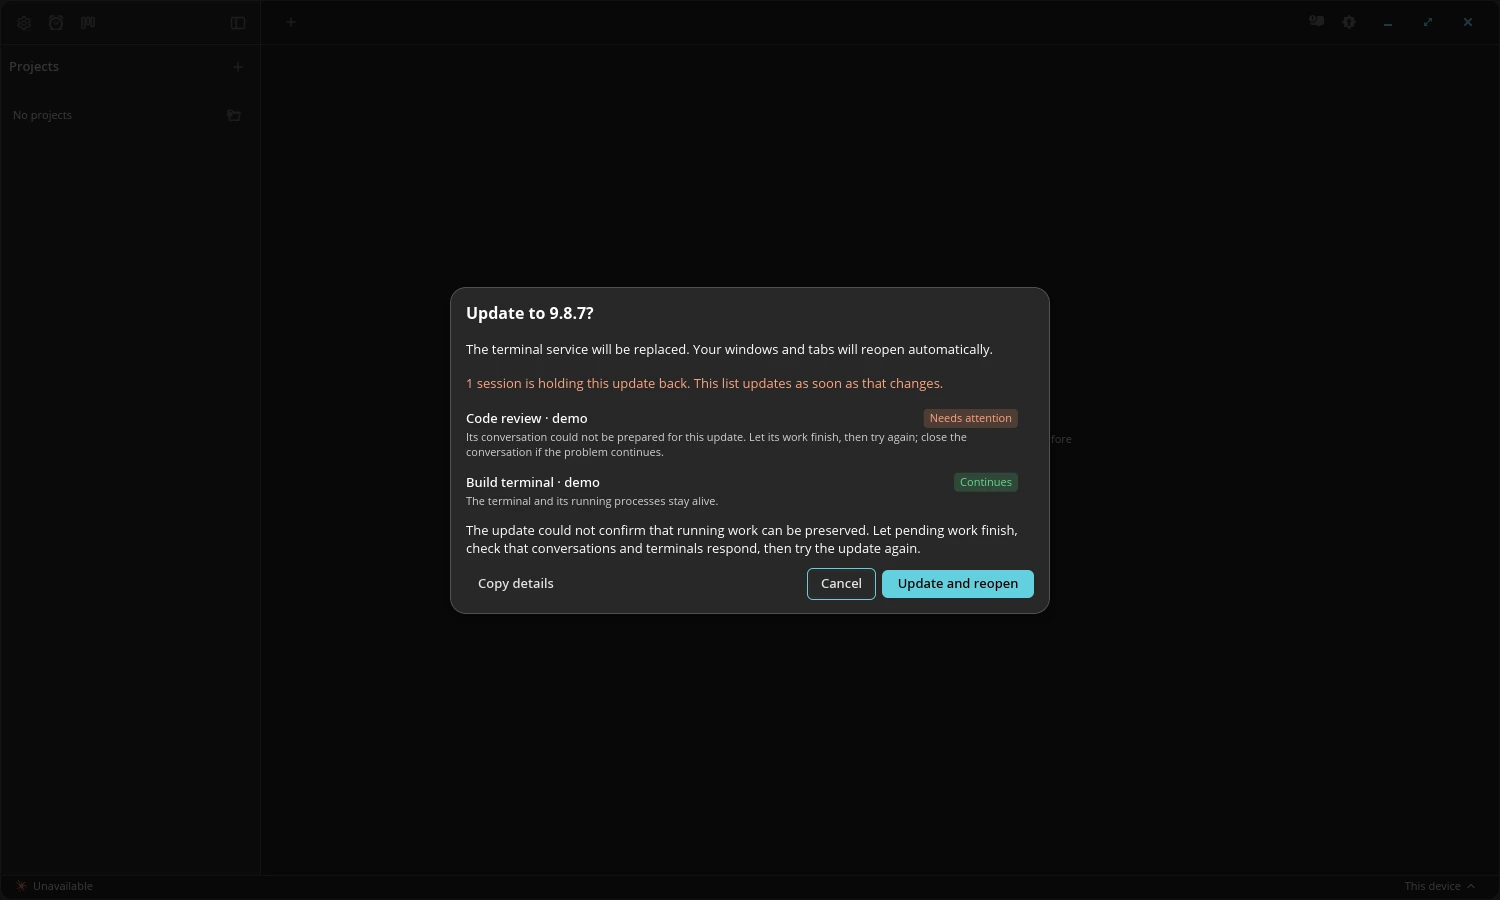 Projects
No projects
Update to 9.8.7?
The terminal service will be replaced. Your windows and tabs will reopen automatically.
1 session is holding this update back. This list updates as soon as that changes.
Code review · demo
Needs attention
Its conversation could not be prepared for this update. Let its work finish, then try again; close the
conversation if the problem continues.
Build terminal · demo
Continues
The terminal and its running processes stay alive.
The update could not confirm that running work can be preserved. Let pending work finish,
check that conversations and terminals respond, then try the update again.
Copy details
Cancel
Update and reopen
fore
Unavailable
This device